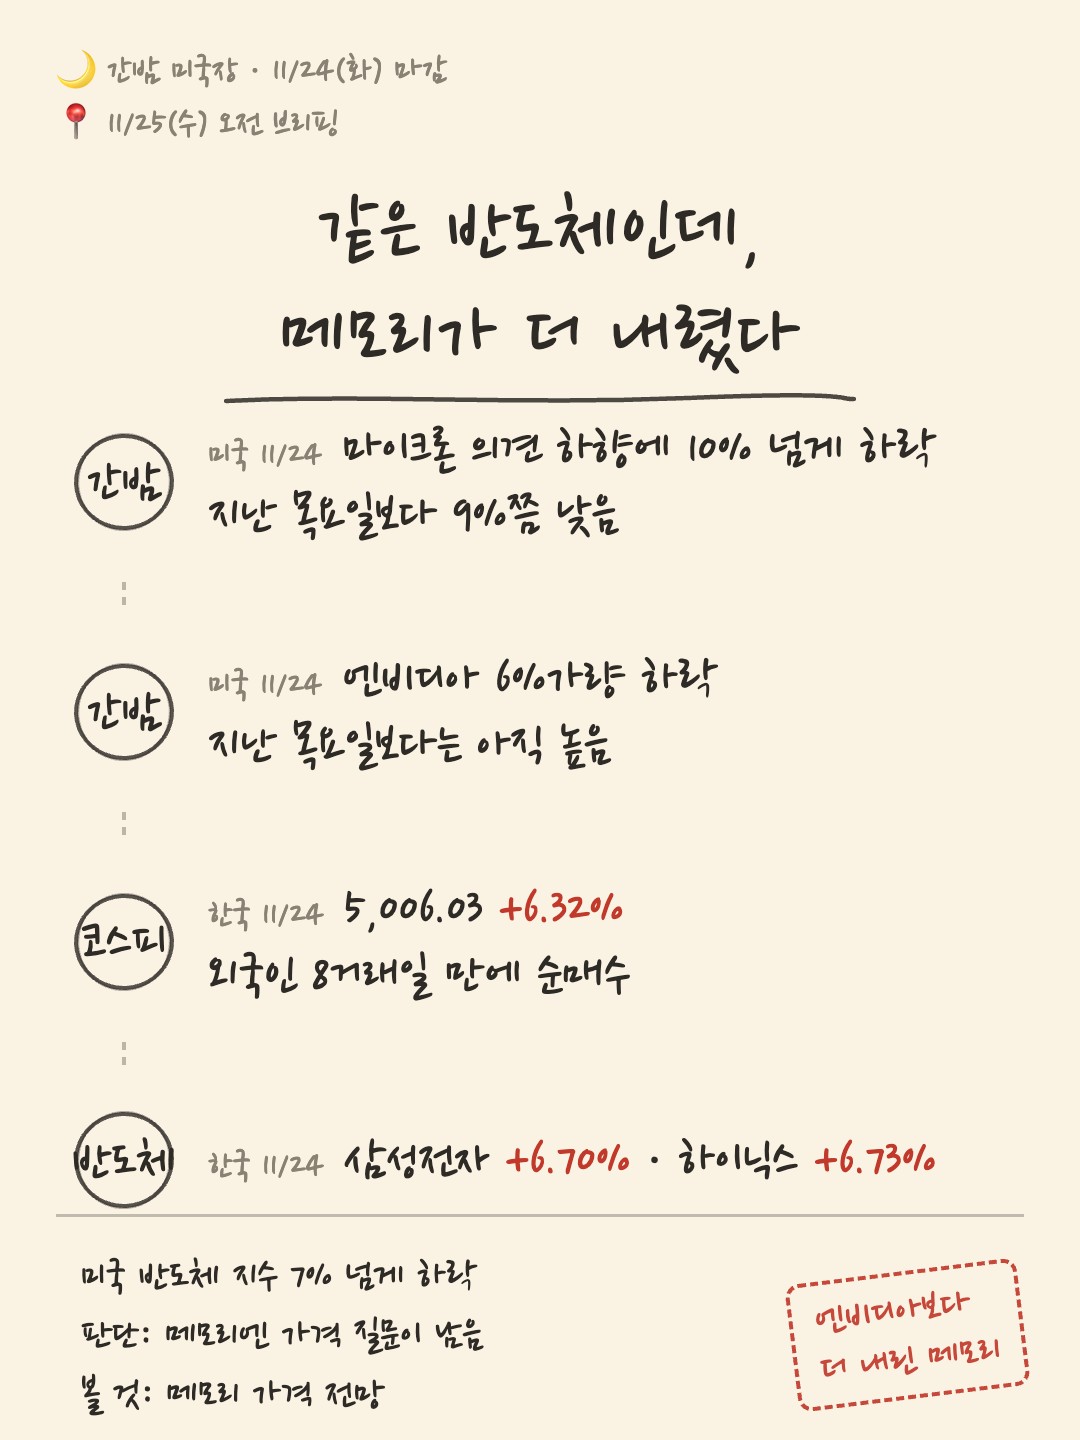 🌙 간밤 미국장 · 11/24(화) 마감
📍 11/25(수) 오전 브리핑
같은 반도체인데,
메모리가 더 내렸다
간밤
미국 11/24 마이크론 의견 하향에 10% 넘게 하락
지난 목요일보다 9%쯤 낮음
간밤
미국 11/24 엔비디아 6%가량 하락
지난 목요일보다는 아직 높음
코스피
한국 11/24 5,006.03 +6.32%
외국인 8거래일 만에 순매수
반도체
한국 11/24 삼성전자 +6.70% · 하이닉스 +6.73%
미국 반도체 지수 7% 넘게 하락
판단: 메모리엔 가격 질문이 남음
볼 것: 메모리 가격 전망
엔비디아보다
더 내린 메모리